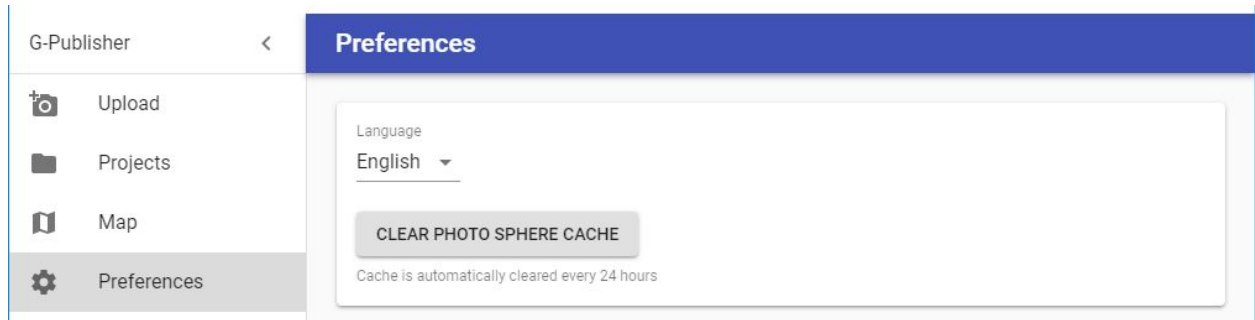 G-Publisher
Preferences
Upload
Projects
Map
Preferences
Language
English
CLEAR PHOTO SPHERE CACHE
Cache is automatically cleared every 24 hours